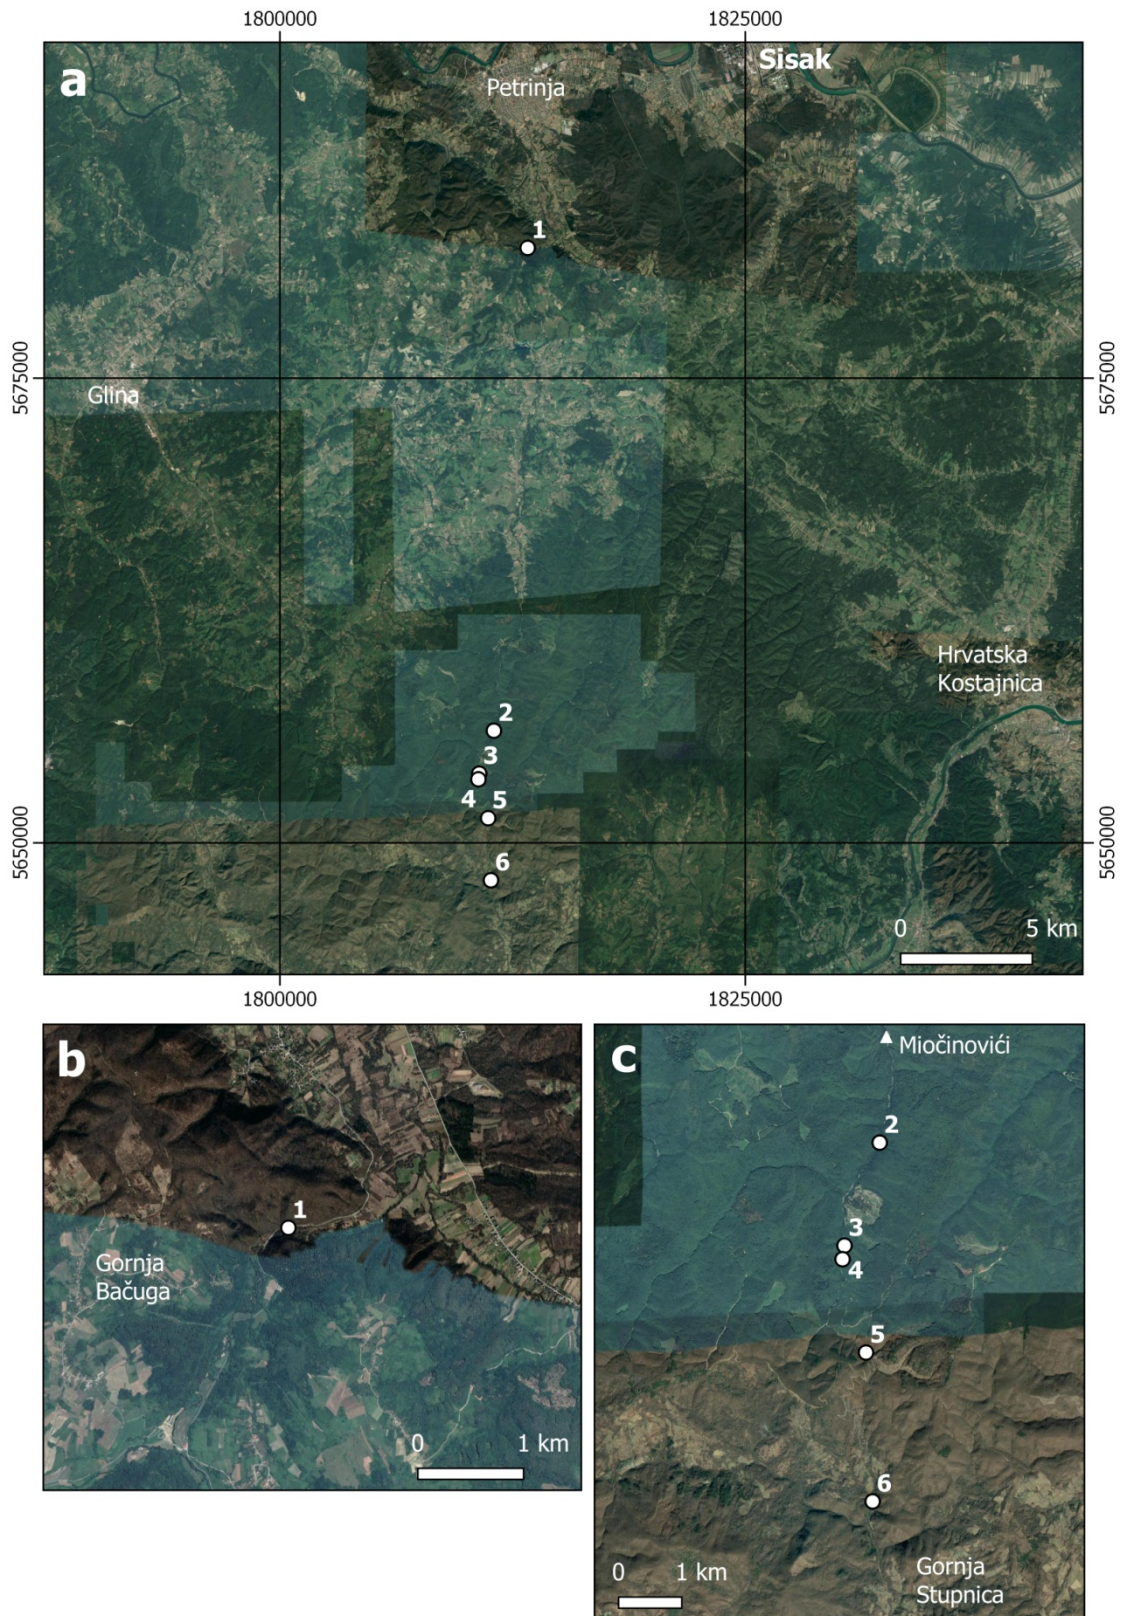 1800000
1825000
a
Sisak
Petrinja
1
5675000
5675000
Glina
Hrvatska
Kostajnica
2
3
4
5
5650000
5650000
6
0
5 km
1800000
1825000
b
1
Gornja
Bačuga
0
1 km
c
Miočinovići
2
3
4
5
6
0
1 km
Gornja
Stupnica